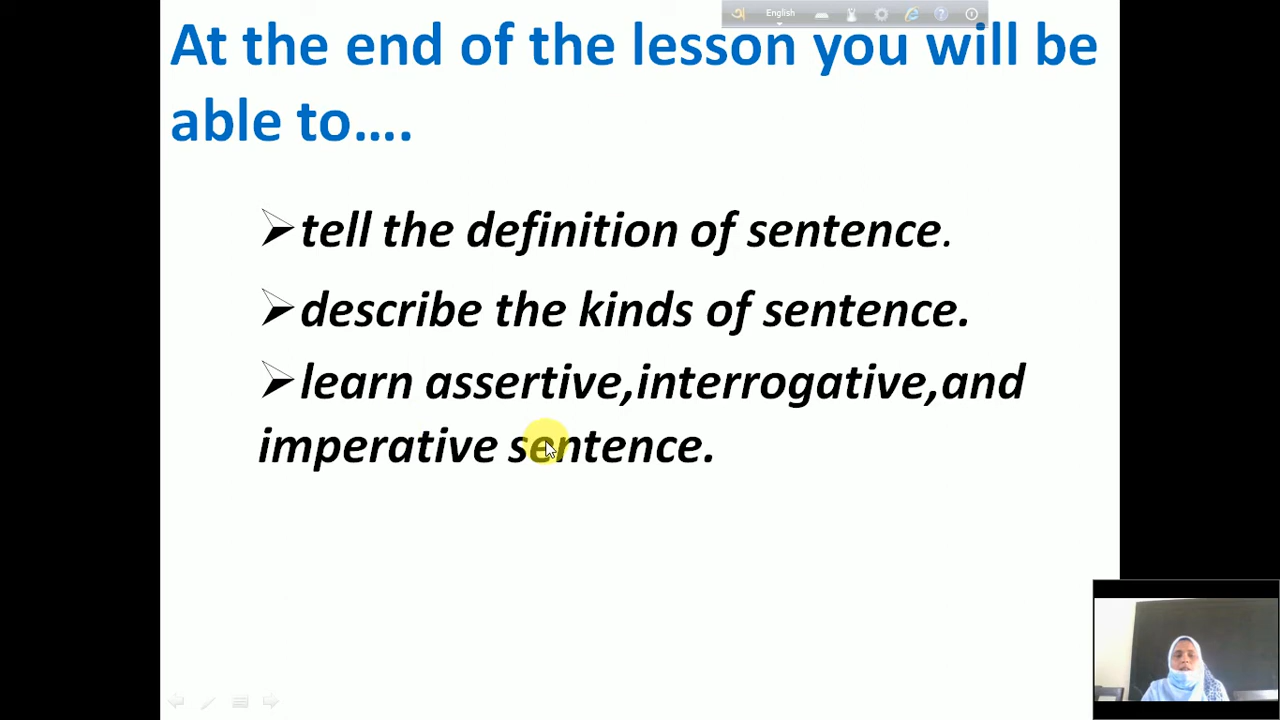 English
At the end of the lesson you will be
able to….
➢tell the definition of sentence.
➢describe the kinds of sentence.
➢learn assertive,interrogative,and
imperative sentence.